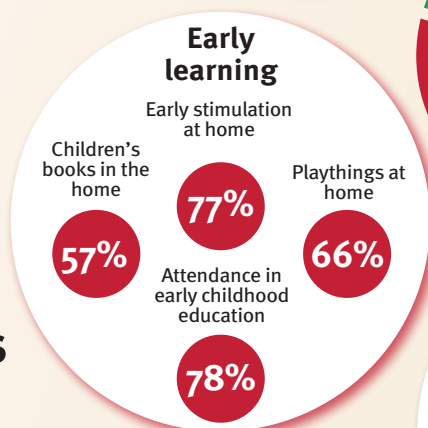 Early
learning
Early stimulation
at home
77%
Children's
books in the
home
57%
Playthings at
home
66%
Attendance in
early childhood
education
78%
s